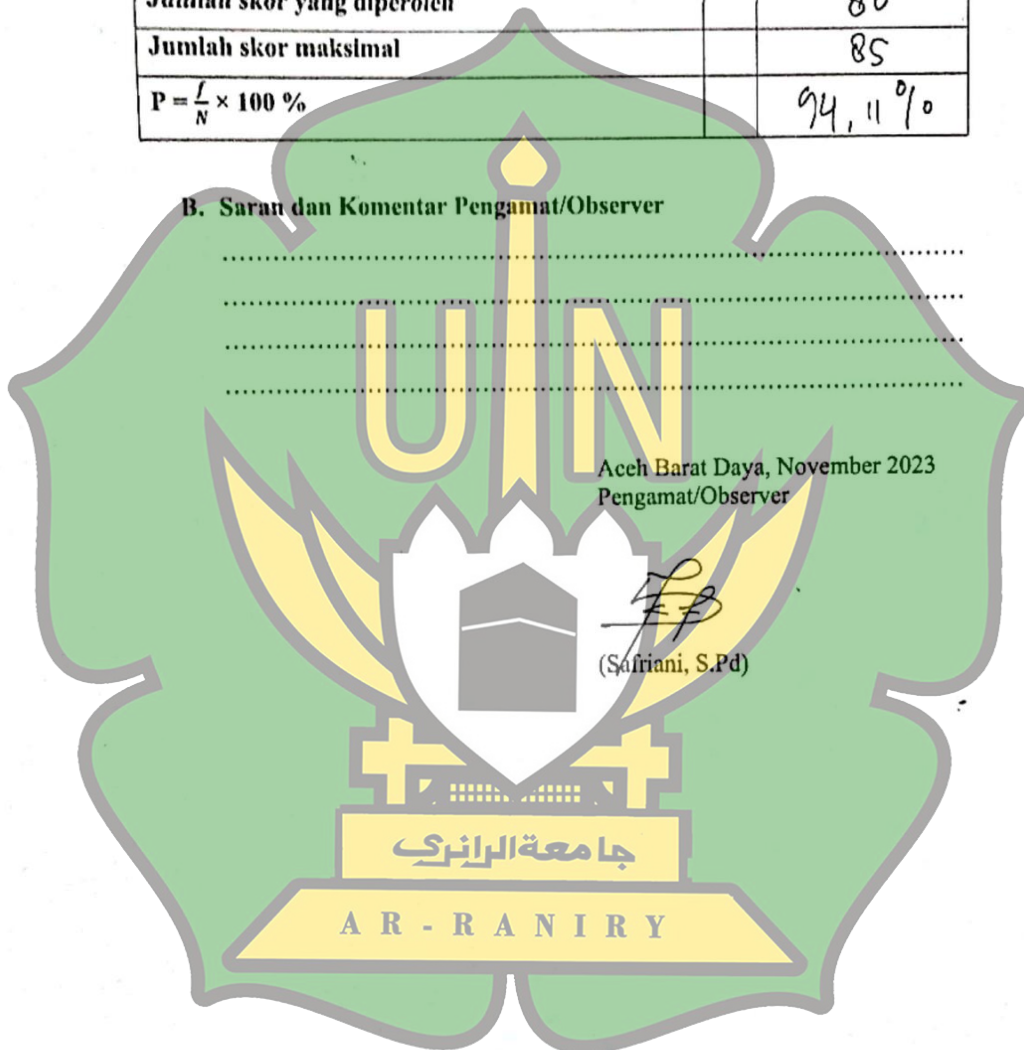 Jumlah skor yang diperoleh 80
Jumlah skor maksimal 85
P = f/N × 100 % 94,11 %
B. Saran dan Komentar Pengamat/Observer
UIN
Aceh Barat Daya, November 2023
Pengamat/Observer
(Safriani, S.Pd)
جامعة الرانري
AR-RANIRY